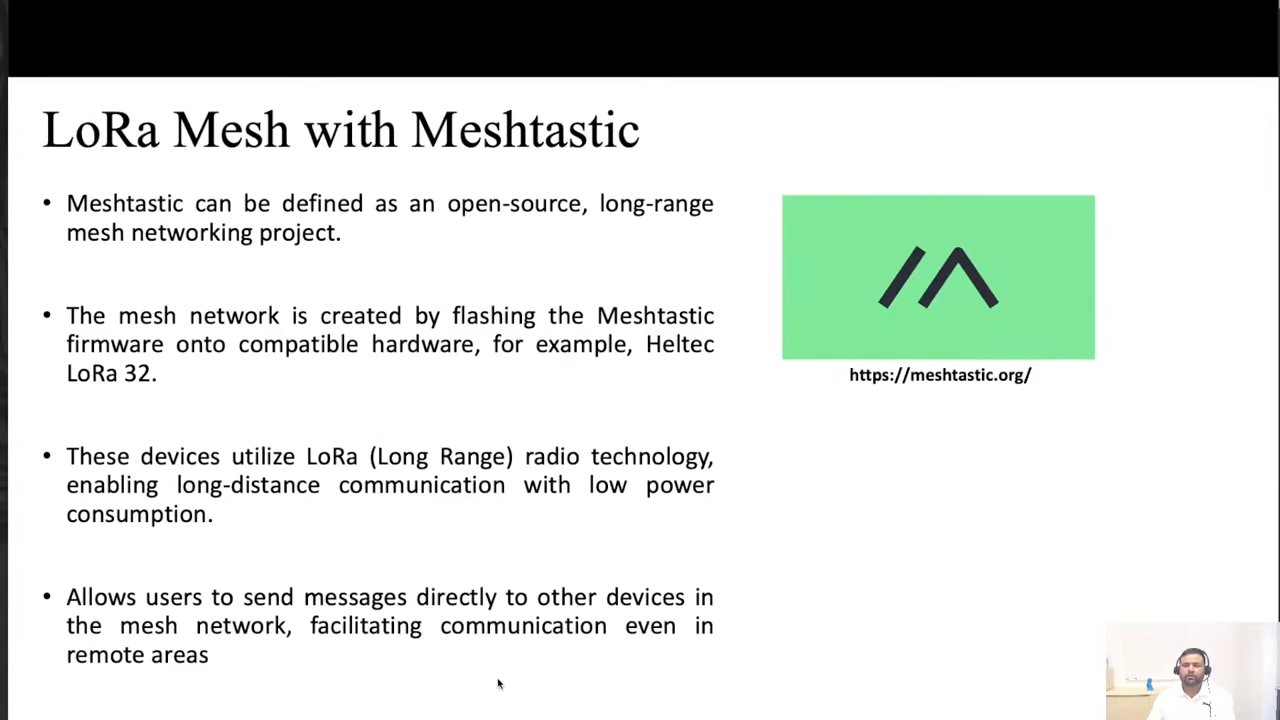 LoRa Mesh with Meshtastic
• Meshtastic can be defined as an open-source, long-range
mesh networking project.
• The mesh network is created by flashing the Meshtastic
firmware onto compatible hardware, for example, Heltec
LoRa 32.
• These devices utilize LoRa (Long Range) radio technology,
enabling long-distance communication with low power
consumption.
• Allows users to send messages directly to other devices in
the mesh network, facilitating communication even in
remote areas
https://meshtastic.org/